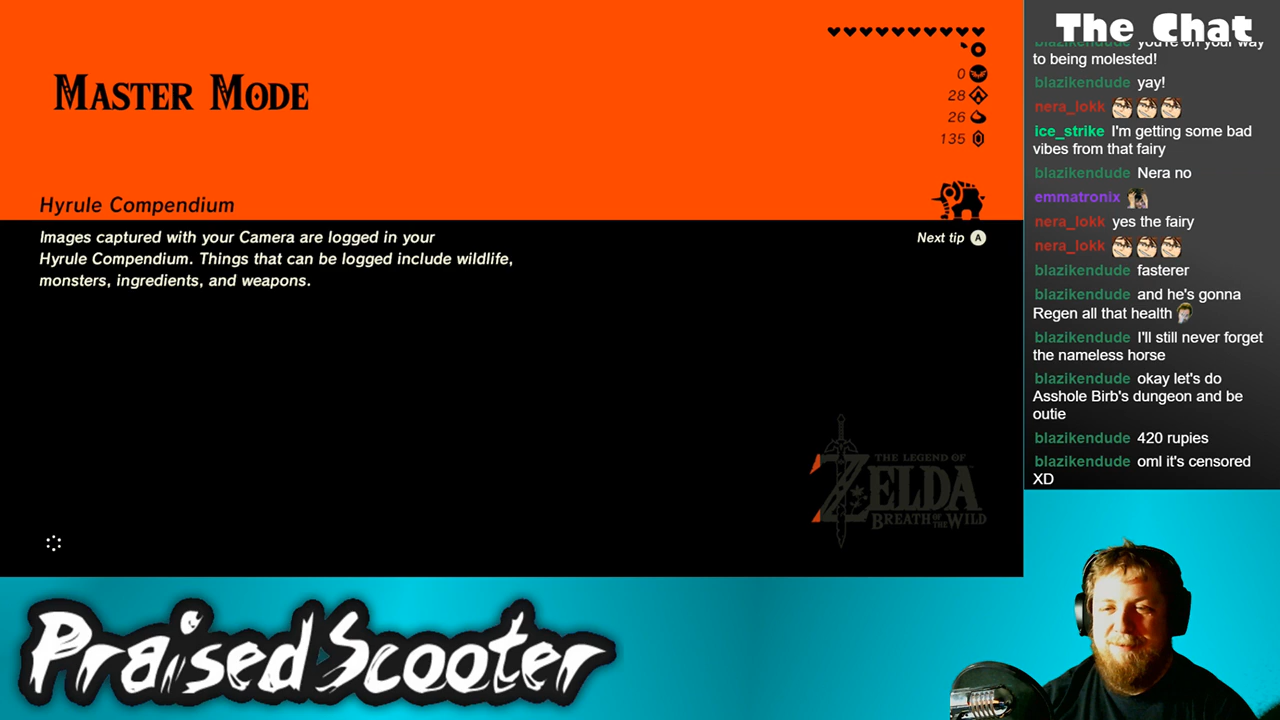 MASTER MODE
0
28
26
135
Hyrule Compendium
Images captured with your Camera are logged in your
Hyrule Compendium. Things that can be logged include wildlife,
monsters, ingredients, and weapons.
Next tip A
THE LEGEND OF
ZELDA
BREATH OF THE WILD
PraisedScooter
The Chat
blazikendude you're on your way
to being molested!
blazikendude yay!
nera_lokk
ice_strike I'm getting some bad
vibes from that fairy
blazikendude Nera no
emmatronix
nera_lokk yes the fairy
nera_lokk
blazikendude fasterer
blazikendude and he's gonna
Regen all that health
blazikendude I'll still never forget
the nameless horse
blazikendude okay let's do
Asshole Birb's dungeon and be
outie
blazikendude 420 rupies
blazikendude oml it's censored
XD